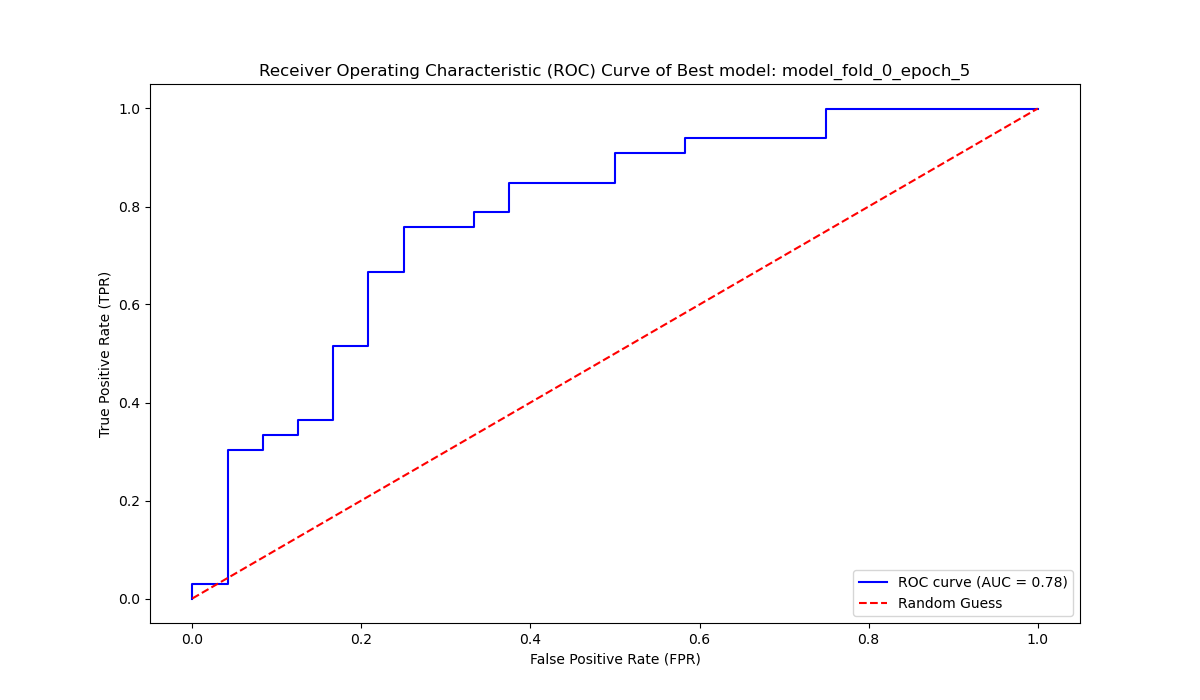 Receiver Operating Characteristic (ROC) Curve of Best model: model_fold_0_epoch_5
True Positive Rate (TPR)
1.0
0.8
0.6
0.4
0.2
0.0
0.0 0.2 0.4 0.6 0.8 1.0
False Positive Rate (FPR)
ROC curve (AUC = 0.78)
Random Guess